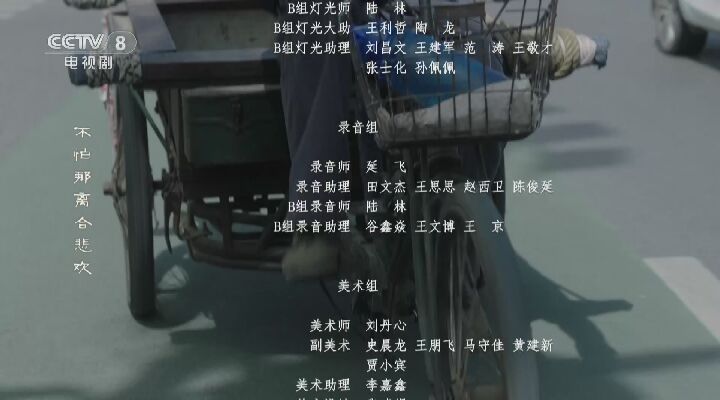 CCTV 8
电视剧
不怕那离合悲欢
B组灯光师 陆 林
B组灯光大助 王利哲 陶 龙
B组灯光助理 刘昌文 王建军 范 涛 王敬才
张士化 孙佩佩
录音组
录音师 延 飞
录音助理 田文杰 王思思 赵西卫 陈俊延
B组录音师 陆 林
B组录音助理 谷鑫焱 王文博 王 京
美术组
美术师 刘丹心
副美术 史晨龙 王朋飞 马守佳 黄建新
贾小宾
美术助理 李嘉鑫